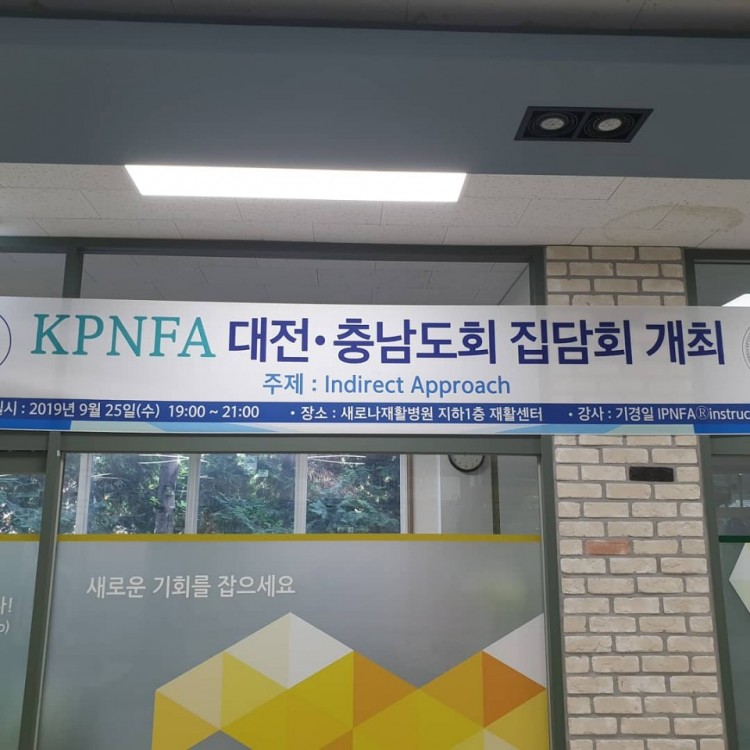 KPNFA 대전·충남도회 집담회 개최
주제 : Indirect Approach
일시 : 2019년 9월 25일(수) 19:00 ~ 21:00 • 장소 : 새로나재활병원 지하1층 재활센터 • 강사 : 기경일 IPNFA®instruc
새로운 기회를 잡으세요